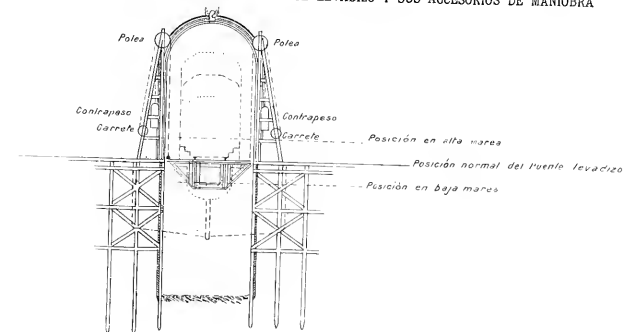 LEVADIZO Y SUS ACCESORIOS DE MANIOBRA
Polea
Polea
Contrapeso
Contrapeso
Carrete
Carrete
Posición en alta marea
Posición normal del Puente levadizo
Posición en baja marea